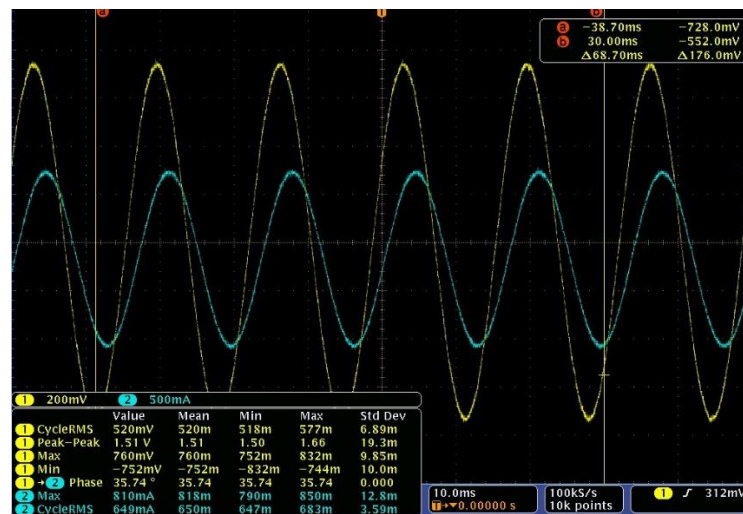 a T b
a −38.70ms −728.0mV
b 30.00ms −552.0mV
Δ68.70ms Δ176.0mV
1 200mV 2 500mA
Value Mean Min Max Std Dev
1 CycleRMS 520mV 520m 518m 577m 6.89m
1 Peak−Peak 1.51 V 1.51 1.50 1.66 19.3m
1 Max 760mV 760m 752m 832m 9.85m
1 Min −752mV −752m −832m −744m 10.0m
1 → 2 Phase 35.74 ° 35.74 35.74 35.74 0.000
2 Max 810mA 818m 790m 850m 12.8m
2 CycleRMS 649mA 650m 647m 683m 3.59m
10.0ms
T→▼0.00000 s
100kS/s
10k points
1 ƒ 312mV